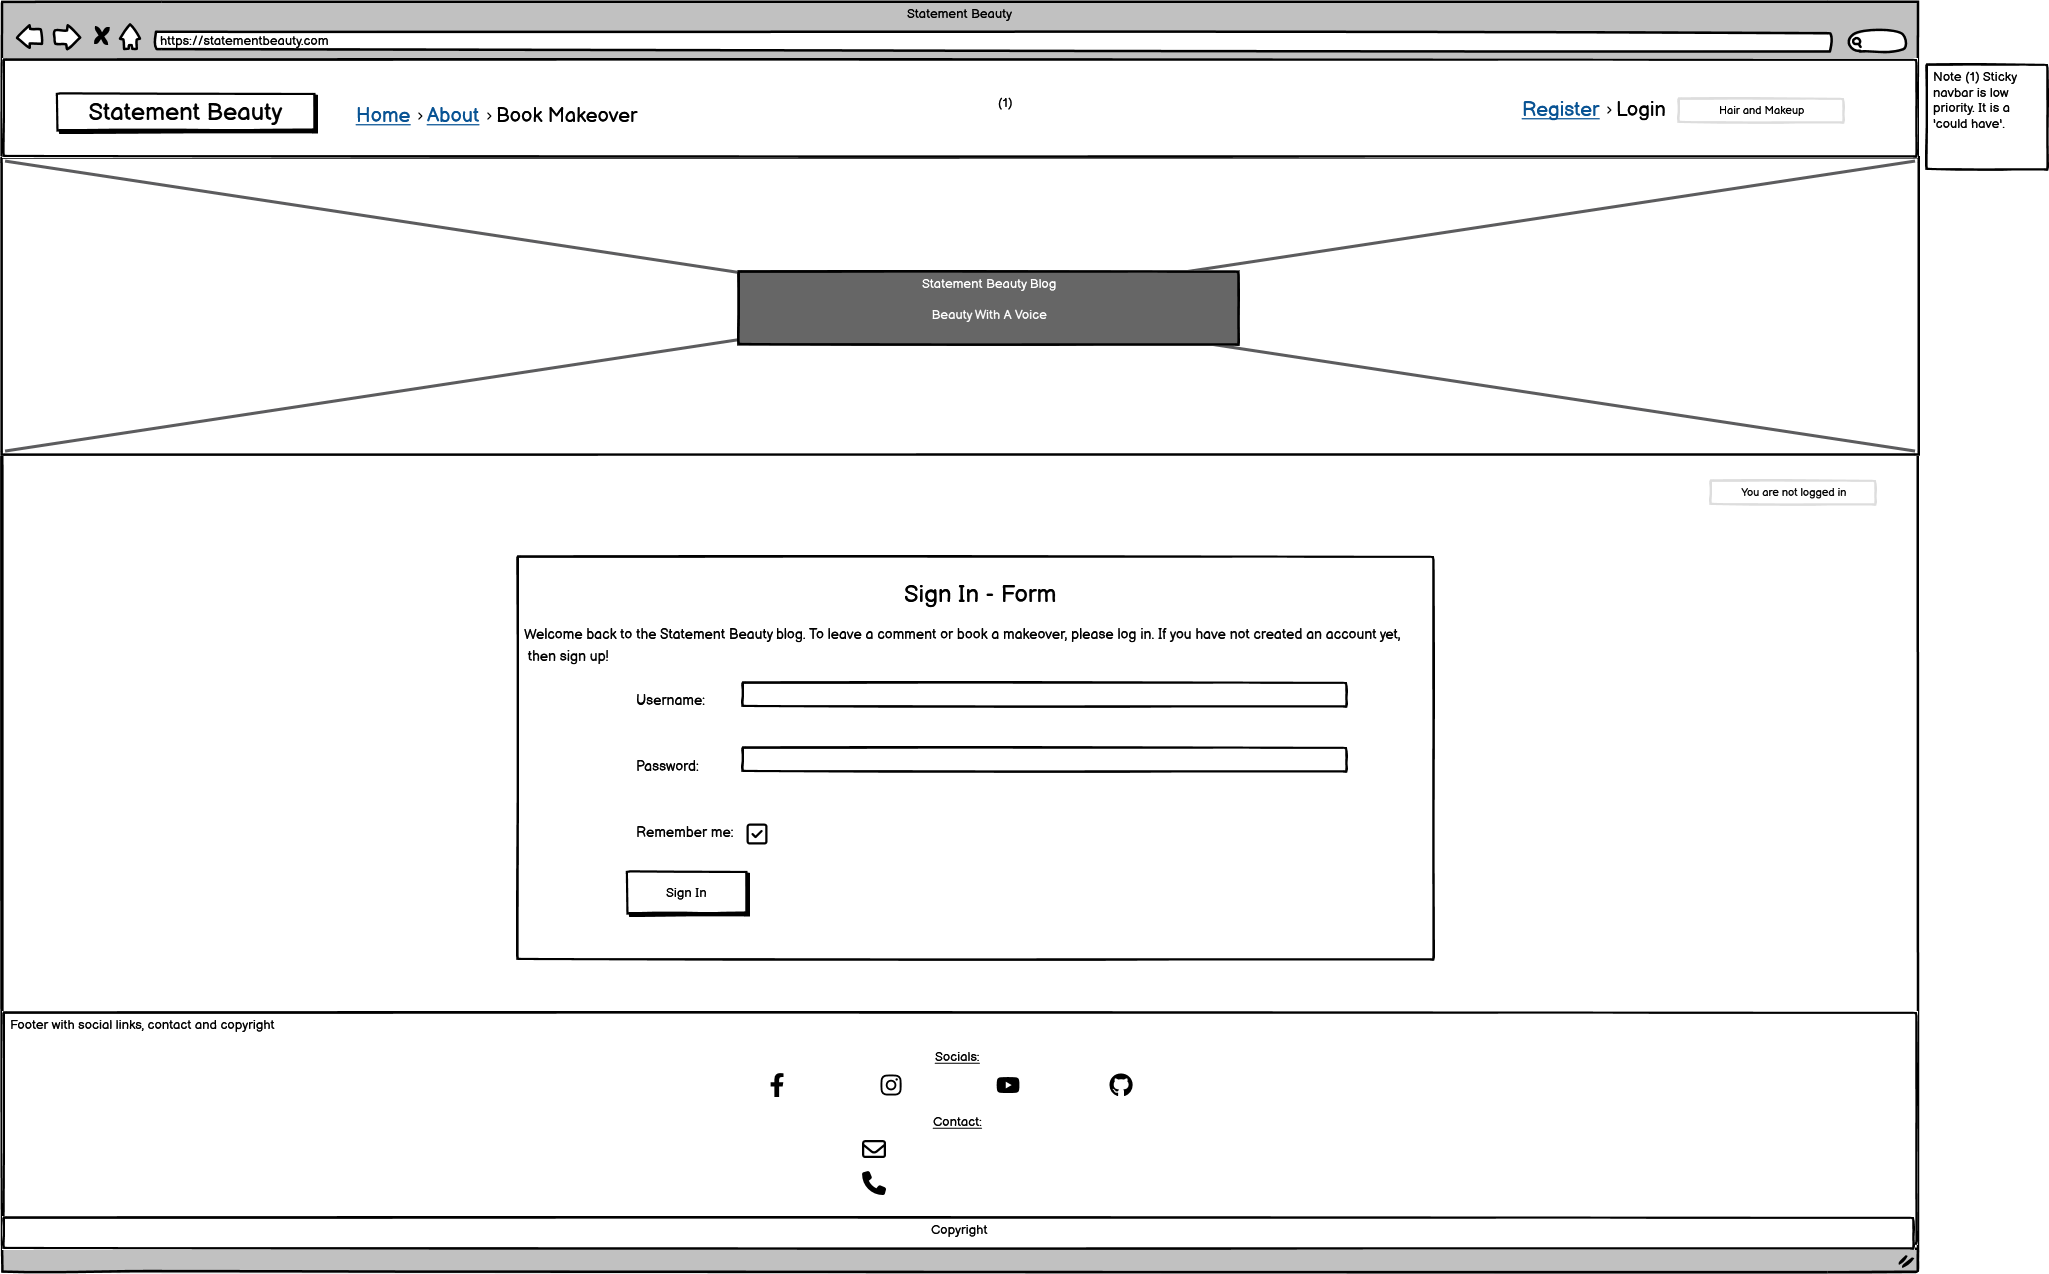 Statement Beauty
https://statementbeauty.com
Statement Beauty
Home › About › Book Makeover
(1)
Register › Login
Hair and Makeup
Note (1) Sticky
navbar is low
priority. It is a
'could have'.
Statement Beauty Blog
Beauty With A Voice
You are not logged in
Sign In - Form
Welcome back to the Statement Beauty blog. To leave a comment or book a makeover, please log in. If you have not created an account yet,
then sign up!
Username:
Password:
Remember me:
Sign In
Footer with social links, contact and copyright
Socials:
Contact:
Copyright